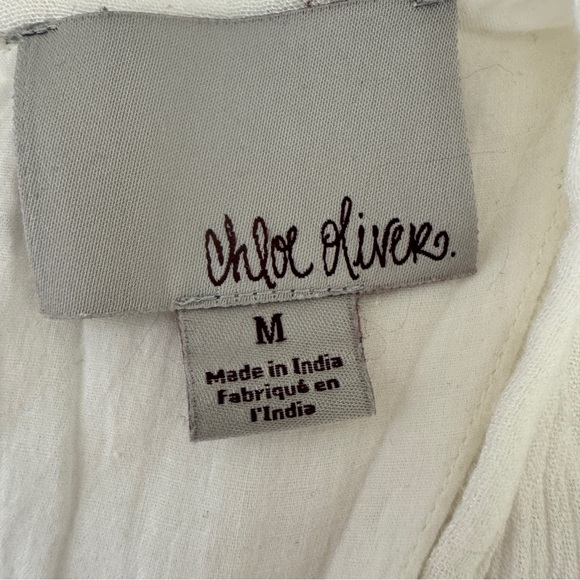 chloe oliver.
M
Made in India
Fabriqué en
l'India